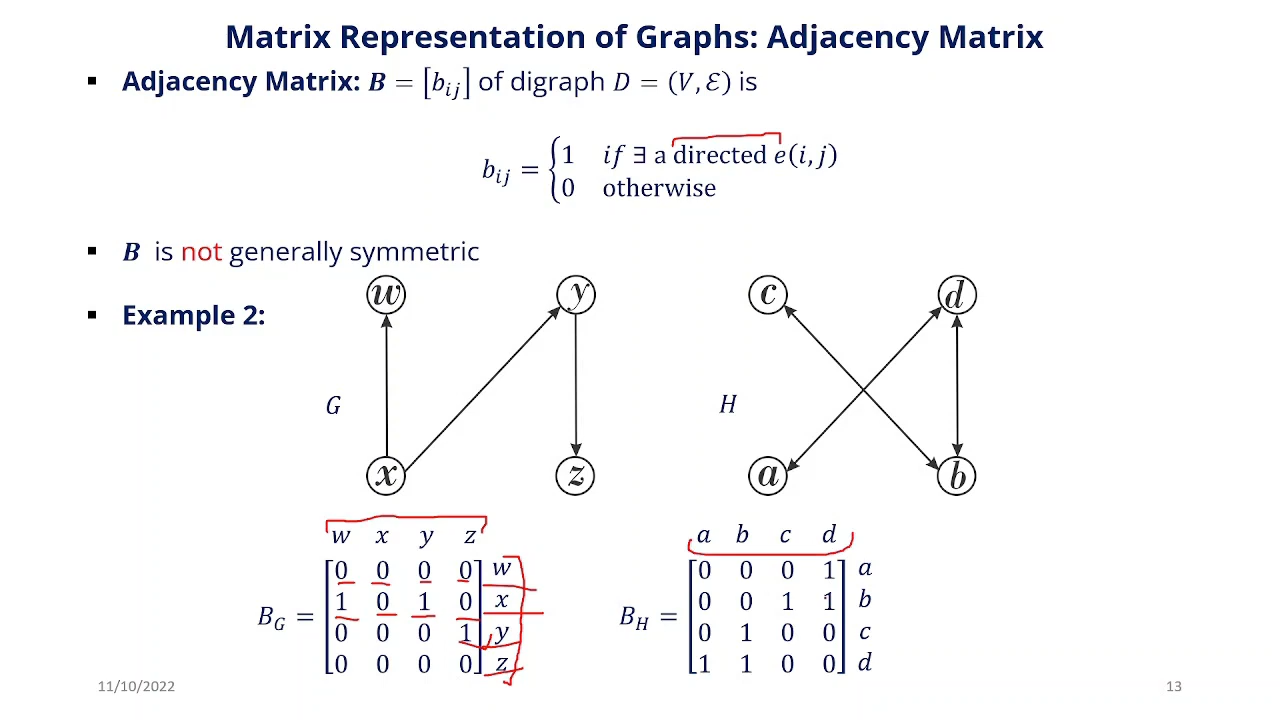 Matrix Representation of Graphs: Adjacency Matrix
▪ Adjacency Matrix: B = [b_ij] of digraph D = (V, ℰ) is
b_ij = {1 if ∃ a directed e(i, j)
0 otherwise
▪ B is not generally symmetric
▪ Example 2:
w y
G
x z
c d
H
a b
w x y z
B_G =
[0 0 0 0] w
[1 0 1 0] x
[0 0 0 1] y
[0 0 0 0] z
a b c d
B_H =
[0 0 0 1] a
[0 0 1 1] b
[0 1 0 0] c
[1 1 0 0] d
11/10/2022
13